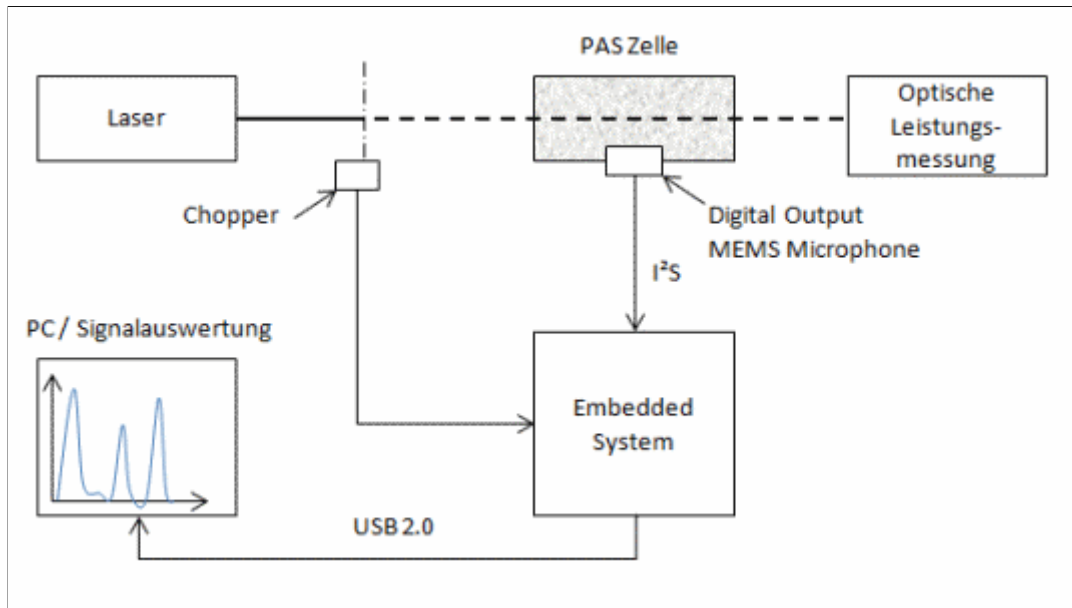 PAS Zelle
Laser
Optische
Leistungs-
messung
Chopper
Digital Output
MEMS Microphone
I²S
PC / Signalauswertung
Embedded
System
USB 2.0